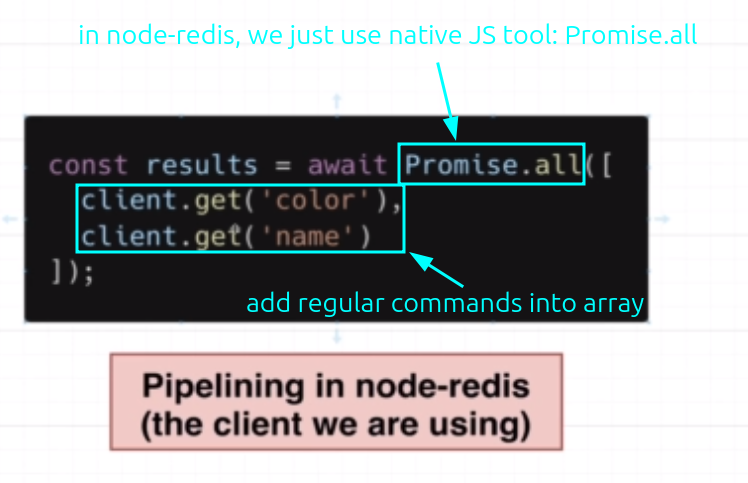 in node-redis, we just use native JS tool: Promise.all
const results = await Promise.all([
client.get('color'),
client.get('name')
]);
add regular commands into array
Pipelining in node-redis
(the client we are using)